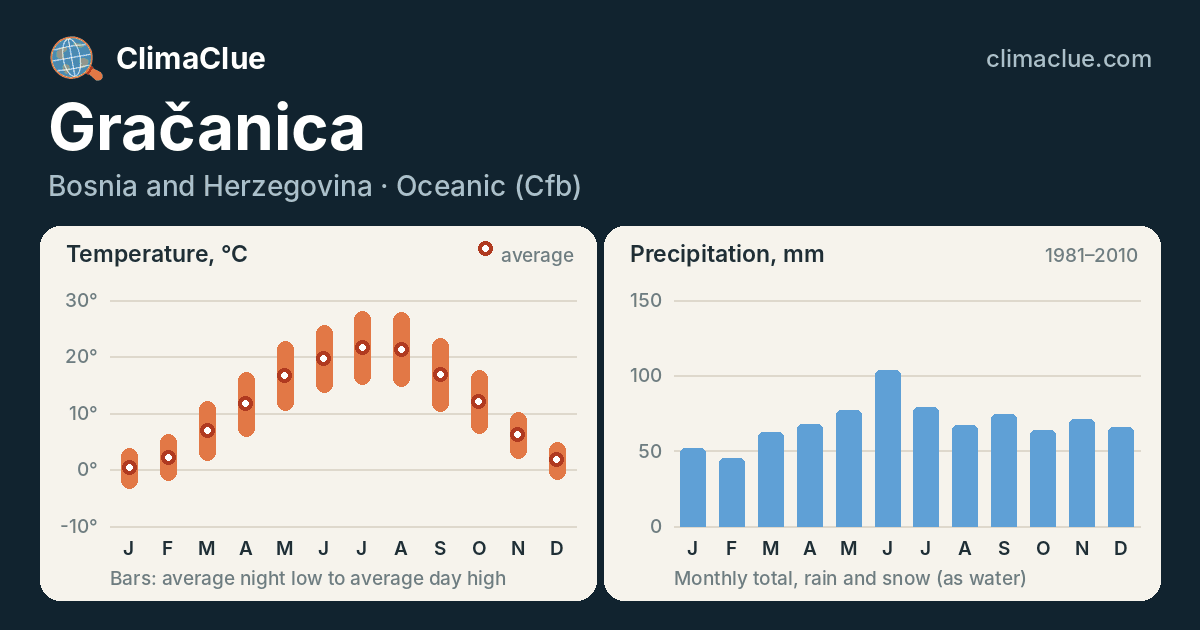 ClimaClue
climaclue.com
Gračanica
Bosnia and Herzegovina · Oceanic (Cfb)
Temperature, °C
average
30°
20°
10°
0°
-10°
J F M A M J J A S O N D
Bars: average night low to average day high
Precipitation, mm
1981–2010
150
100
50
0
J F M A M J J A S O N D
Monthly total, rain and snow (as water)